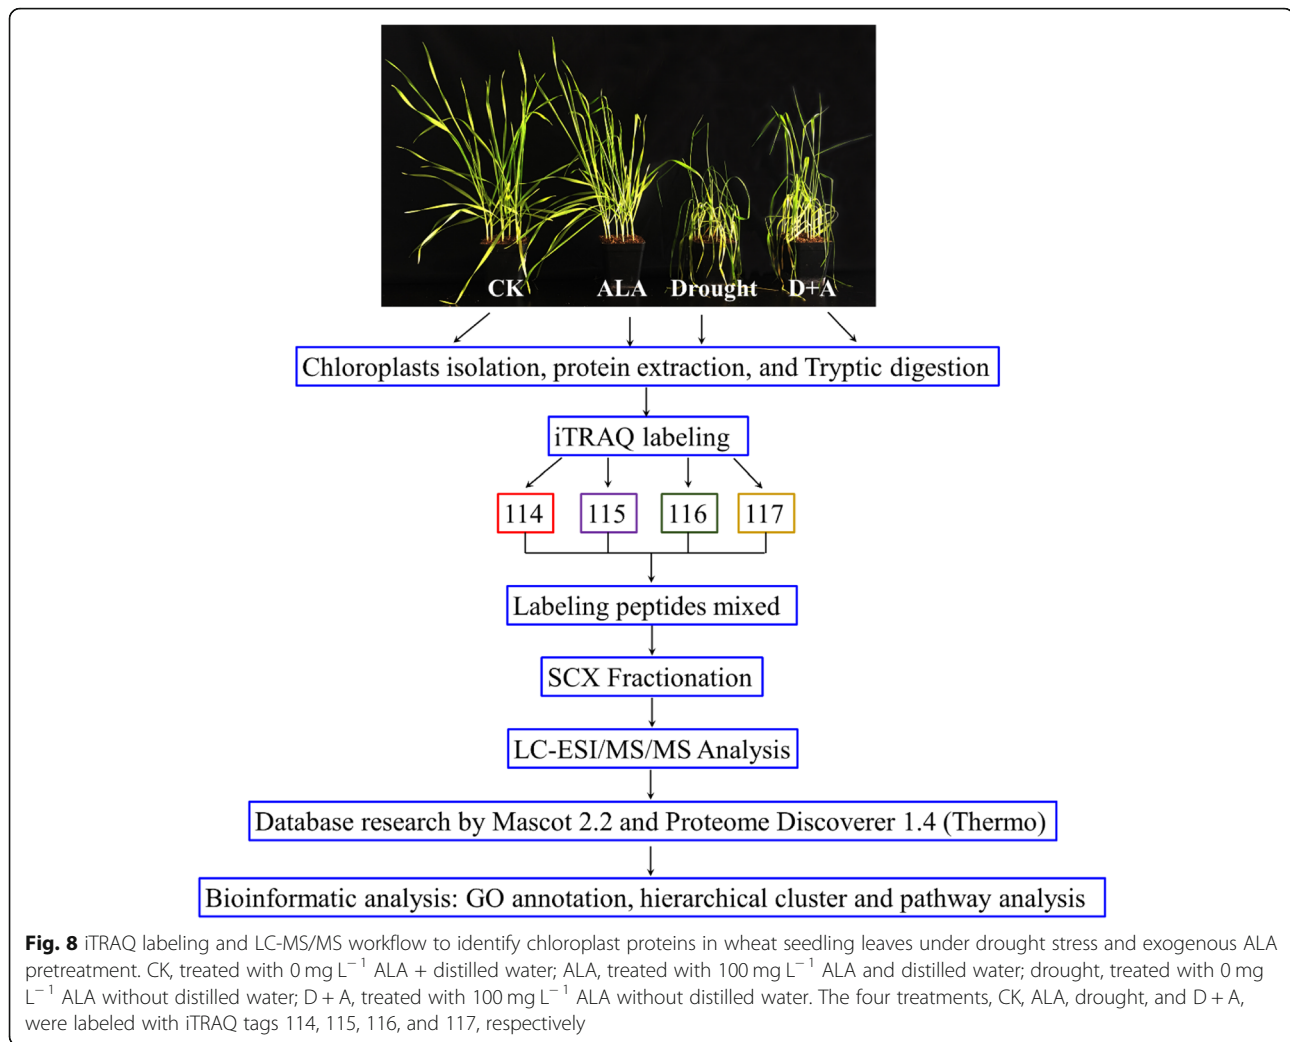 CK ALA Drought D+A
Chloroplasts isolation, protein extraction, and Tryptic digestion
iTRAQ labeling
114 115 116 117
Labeling peptides mixed
SCX Fractionation
LC-ESI/MS/MS Analysis
Database research by Mascot 2.2 and Proteome Discoverer 1.4 (Thermo)
Bioinformatic analysis: GO annotation, hierarchical cluster and pathway analysis
Fig. 8 iTRAQ labeling and LC-MS/MS workflow to identify chloroplast proteins in wheat seedling leaves under drought stress and exogenous ALA
pretreatment. CK, treated with 0 mg L⁻¹ ALA + distilled water; ALA, treated with 100 mg L⁻¹ ALA and distilled water; drought, treated with 0 mg
L⁻¹ ALA without distilled water; D + A, treated with 100 mg L⁻¹ ALA without distilled water. The four treatments, CK, ALA, drought, and D + A,
were labeled with iTRAQ tags 114, 115, 116, and 117, respectively